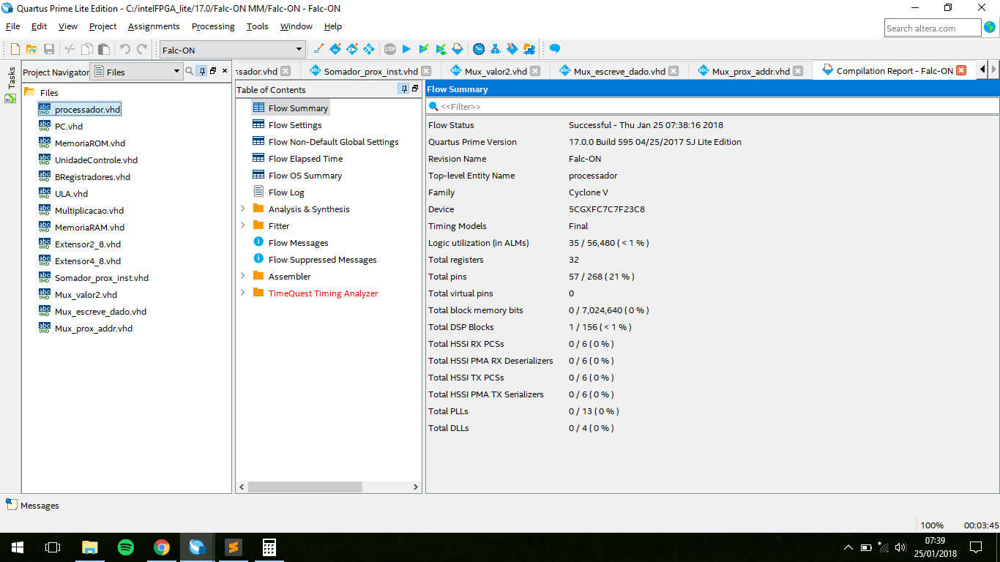 Quartus Prime Lite Edition - C:/intelFPGA_lite/17.0/Falc-ON MM/Falc-ON - Falc-ON
File Edit View Project Assignments Processing Tools Window Help
Search altera.com
Falc-ON
STOP
Tasks
Project Navigator Files
ssador.vhd Somador_prox_inst.vhd Mux_valor2.vhd Mux_escreve_dado.vhd Mux_prox_addr.vhd Compilation Report - Falc-ON
Files
processador.vhd
PC.vhd
MemoriaROM.vhd
UnidadeControle.vhd
BRegistradores.vhd
ULA.vhd
Multiplicacao.vhd
MemoriaRAM.vhd
Extensor2_8.vhd
Extensor4_8.vhd
Somador_prox_inst.vhd
Mux_valor2.vhd
Mux_escreve_dado.vhd
Mux_prox_addr.vhd
Table of Contents
Flow Summary
Flow Settings
Flow Non-Default Global Settings
Flow Elapsed Time
Flow OS Summary
Flow Log
Analysis & Synthesis
Fitter
Flow Messages
Flow Suppressed Messages
Assembler
TimeQuest Timing Analyzer
Flow Summary
<<Filter>>
Flow Status Successful - Thu Jan 25 07:38:16 2018
Quartus Prime Version 17.0.0 Build 595 04/25/2017 SJ Lite Edition
Revision Name Falc-ON
Top-level Entity Name processador
Family Cyclone V
Device 5CGXFC7C7F23C8
Timing Models Final
Logic utilization (in ALMs) 35 / 56,480 ( < 1 % )
Total registers 32
Total pins 57 / 268 ( 21 % )
Total virtual pins 0
Total block memory bits 0 / 7,024,640 ( 0 % )
Total DSP Blocks 1 / 156 ( < 1 % )
Total HSSI RX PCSs 0 / 6 ( 0 % )
Total HSSI PMA RX Deserializers 0 / 6 ( 0 % )
Total HSSI TX PCSs 0 / 6 ( 0 % )
Total HSSI PMA TX Serializers 0 / 6 ( 0 % )
Total PLLs 0 / 13 ( 0 % )
Total DLLs 0 / 4 ( 0 % )
Messages
100% 00:03:45
07:39
25/01/2018